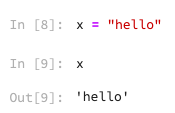 In [8]: x = "hello"
In [9]: x
Out[9]: 'hello'